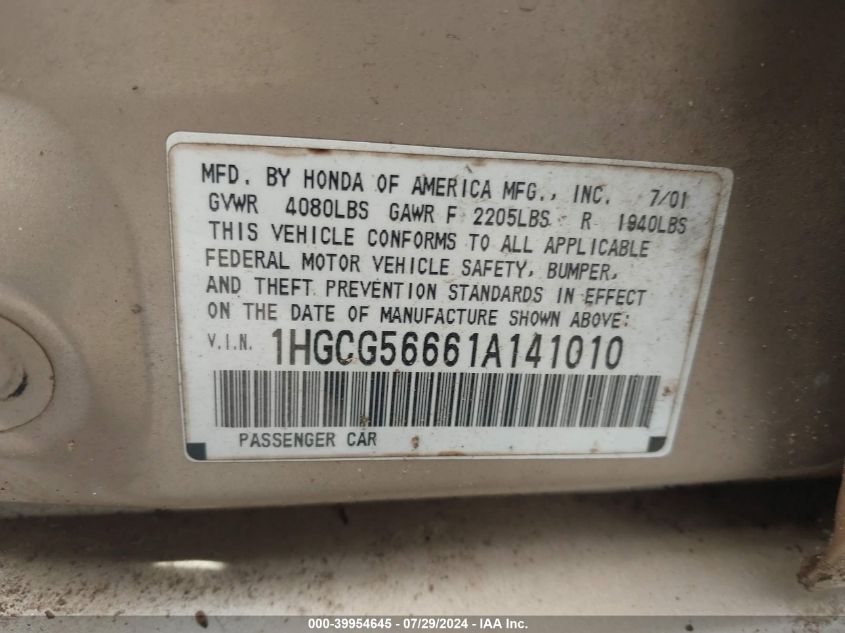 MFD. BY HONDA OF AMERICA MFG., INC. 7/01
GVWR 4080LBS GAWR F 2205LBS R 1940LBS
THIS VEHICLE CONFORMS TO ALL APPLICABLE
FEDERAL MOTOR VEHICLE SAFETY, BUMPER,
AND THEFT PREVENTION STANDARDS IN EFFECT
ON THE DATE OF MANUFACTURE SHOWN ABOVE:
V.I.N. 1HGCG56661A141010
PASSENGER CAR
000-39954645 / 07/29/2024 - IAA Inc.